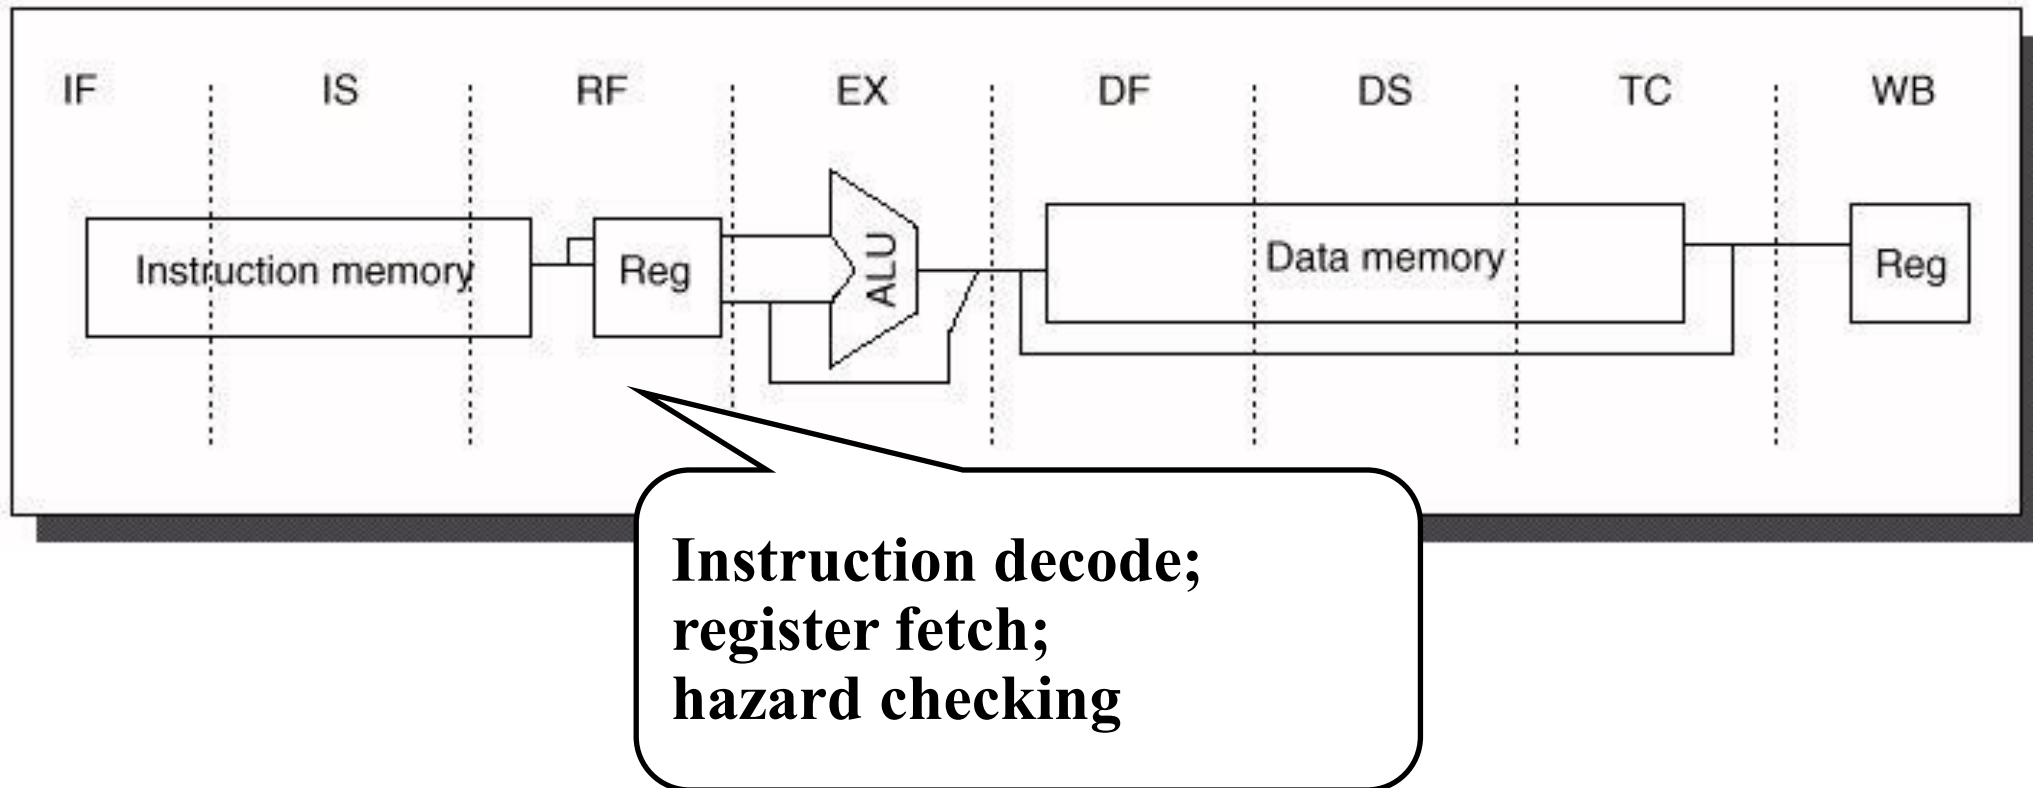 IF IS RF EX DF DS TC WB
Instruction memory Reg ALU Data memory Reg
Instruction decode;
register fetch;
hazard checking